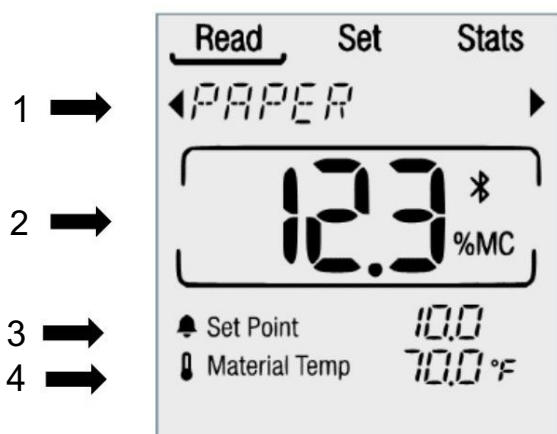 Read Set Stats
1 PAPER
2 12.3 %MC
3 Set Point 10.0
4 Material Temp 70.0 °F